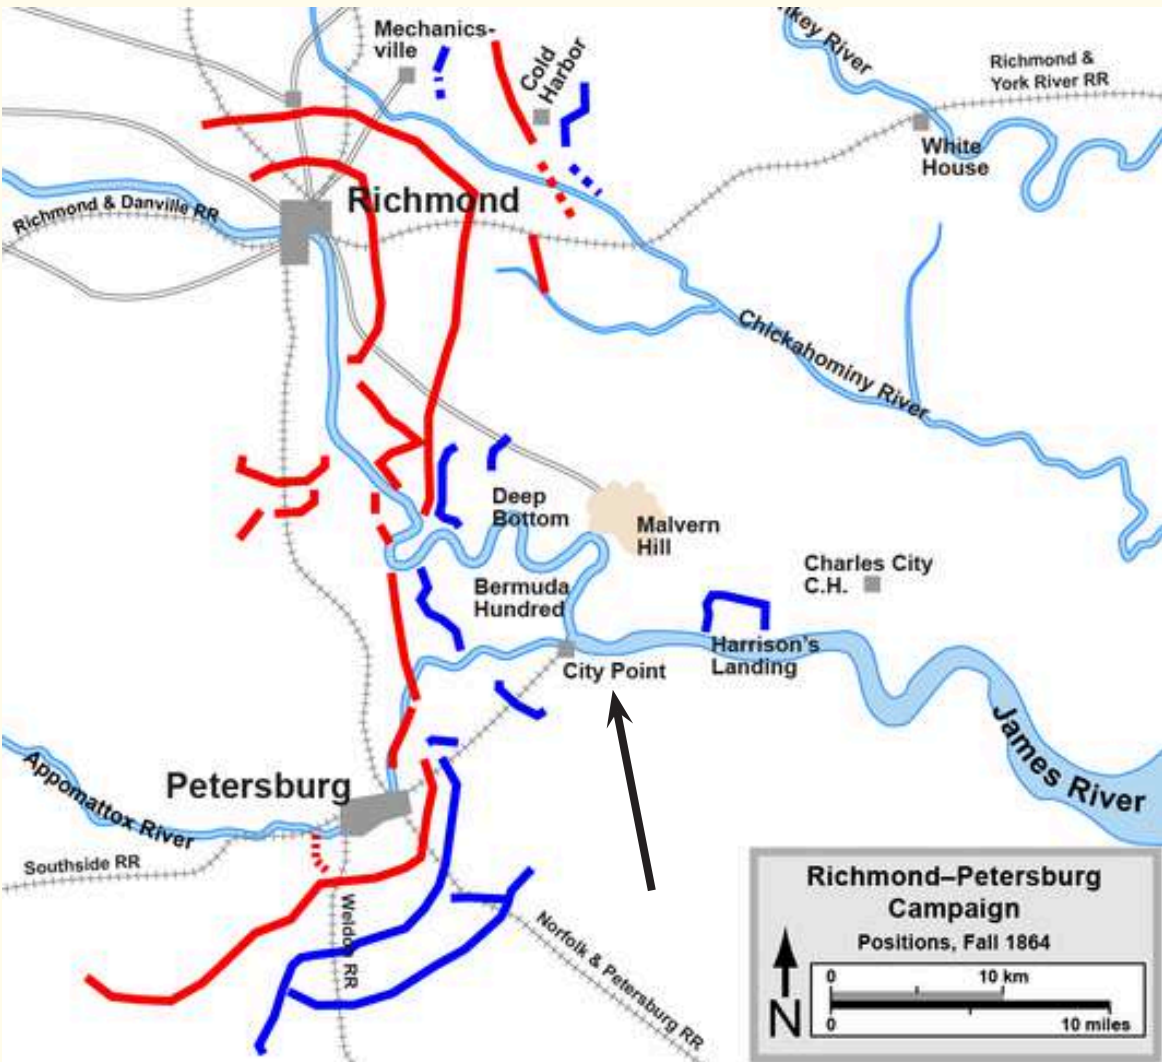 Mechanics-
ville
Cold
Harbor
River
Richmond &
York River RR
White
House
Richmond
Richmond & Danville RR
Chickahominy River
Deep
Bottom
Malvern
Hill
Charles City
C.H.
Bermuda
Hundred
Harrison's
Landing
City Point
James River
Petersburg
Appomattox River
Southside RR
Weldon RR
Norfolk & Petersburg RR
Richmond–Petersburg
Campaign
Positions, Fall 1864
0
10 km
N
0
10 miles